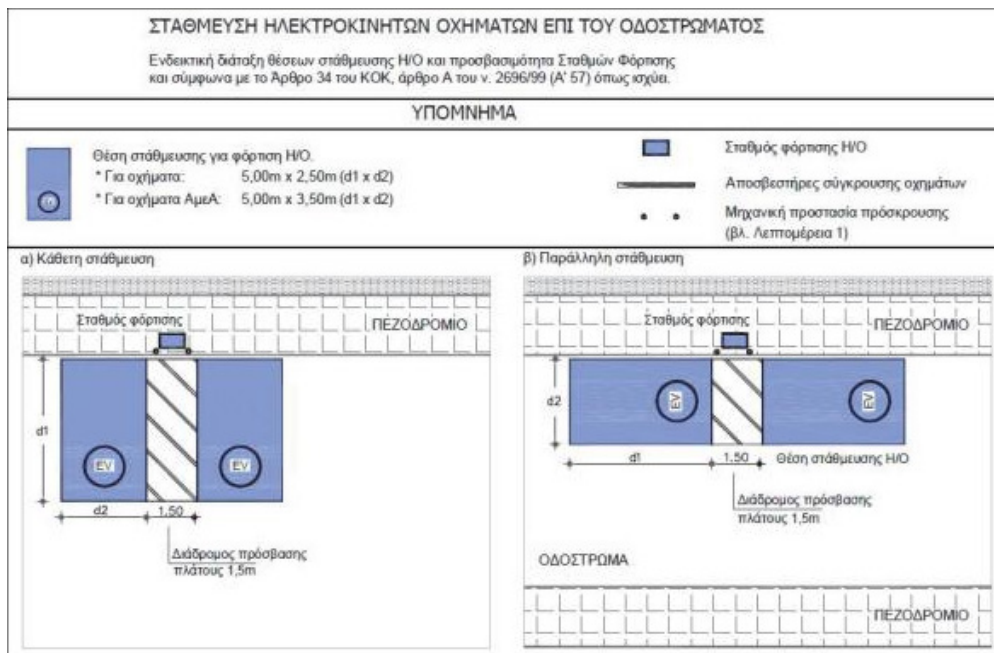 ΣΤΑΘΜΕΥΣΗ ΗΛΕΚΤΡΟΚΙΝΗΤΩΝ ΟΧΗΜΑΤΩΝ ΕΠΙ ΤΟΥ ΟΔΟΣΤΡΩΜΑΤΟΣ
Ενδεικτική διάταξη θέσεων στάθμευσης Η/Ο και προσβασιμότητα Σταθμών Φόρτισης
και σύμφωνα με το Άρθρο 34 του ΚΟΚ, άρθρο Α του ν. 2696/99 (Α' 57) όπως ισχύει.
ΥΠΟΜΝΗΜΑ
Θέση στάθμευσης για φόρτιση Η/Ο.
* Για οχήματα: 5,00m x 2,50m (d1 x d2)
* Για οχήματα ΑμεΑ: 5,00m x 3,50m (d1 x d2)
Σταθμός φόρτισης Η/Ο
Αποσβεστήρες σύγκρουσης οχημάτων
Μηχανική προστασία πρόσκρουσης
(βλ. Λεπτομέρεια 1)
α) Κάθετη στάθμευση
Σταθμός φόρτισης
ΠΕΖΟΔΡΟΜΙΟ
d1
EV
EV
d2
1,50
Διάδρομος πρόσβασης
πλάτους 1,5m
β) Παράλληλη στάθμευση
Σταθμός φόρτισης
ΠΕΖΟΔΡΟΜΙΟ
d2
EV
EV
d1
1.50
Θέση στάθμευσης Η/Ο
Διάδρομος πρόσβασης
πλάτους 1,5m
ΟΔΟΣΤΡΩΜΑ
ΠΕΖΟΔΡΟΜΙΟ